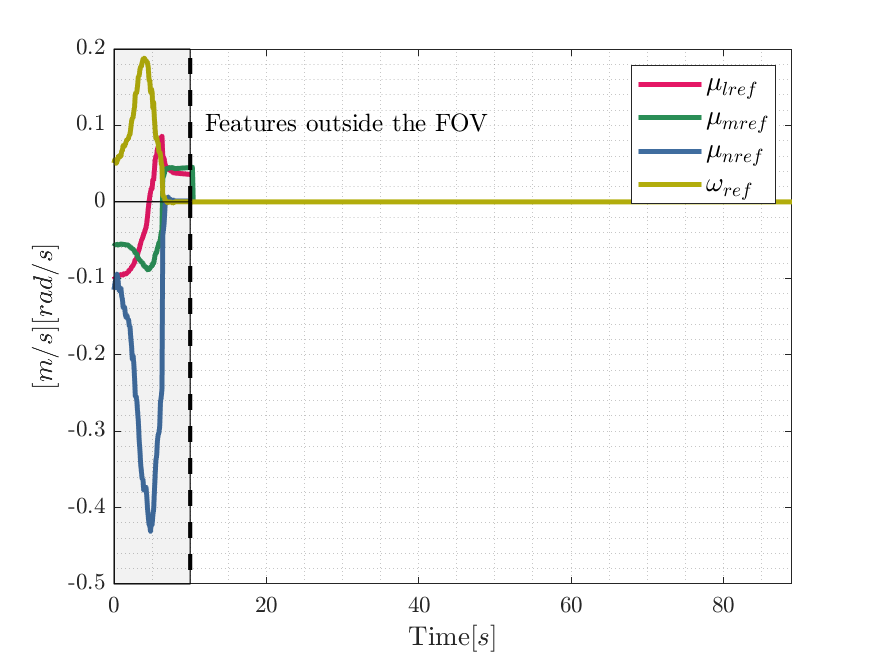 0.2
0.1
0
-0.1
-0.2
-0.3
-0.4
-0.5
[m/s][rad/s]
Features outside the FOV
μlref
μmref
μnref
ωref
0 20 40 60 80
Time[s]